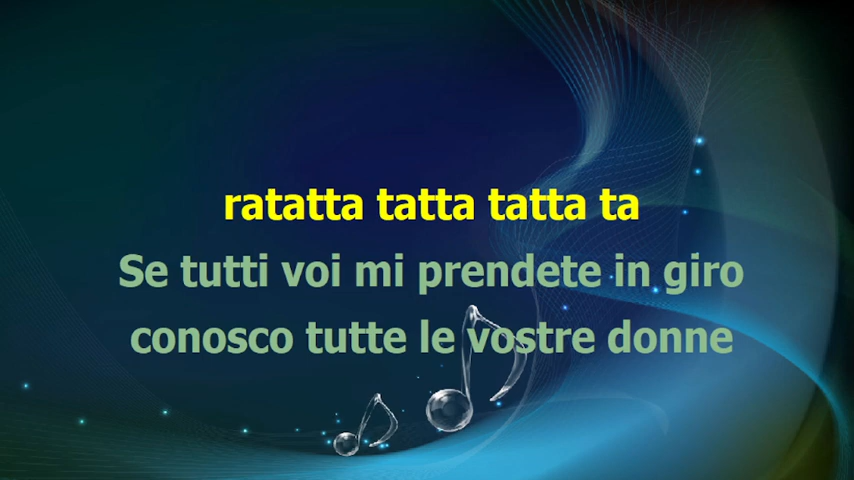 ratatta tatta tatta ta
Se tutti voi mi prendete in giro
conosco tutte le vostre donne